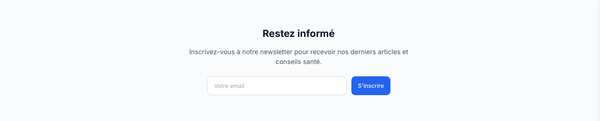 Restez informé
Inscrivez-vous à notre newsletter pour recevoir nos derniers articles et
conseils santé.
Votre email
S'inscrire